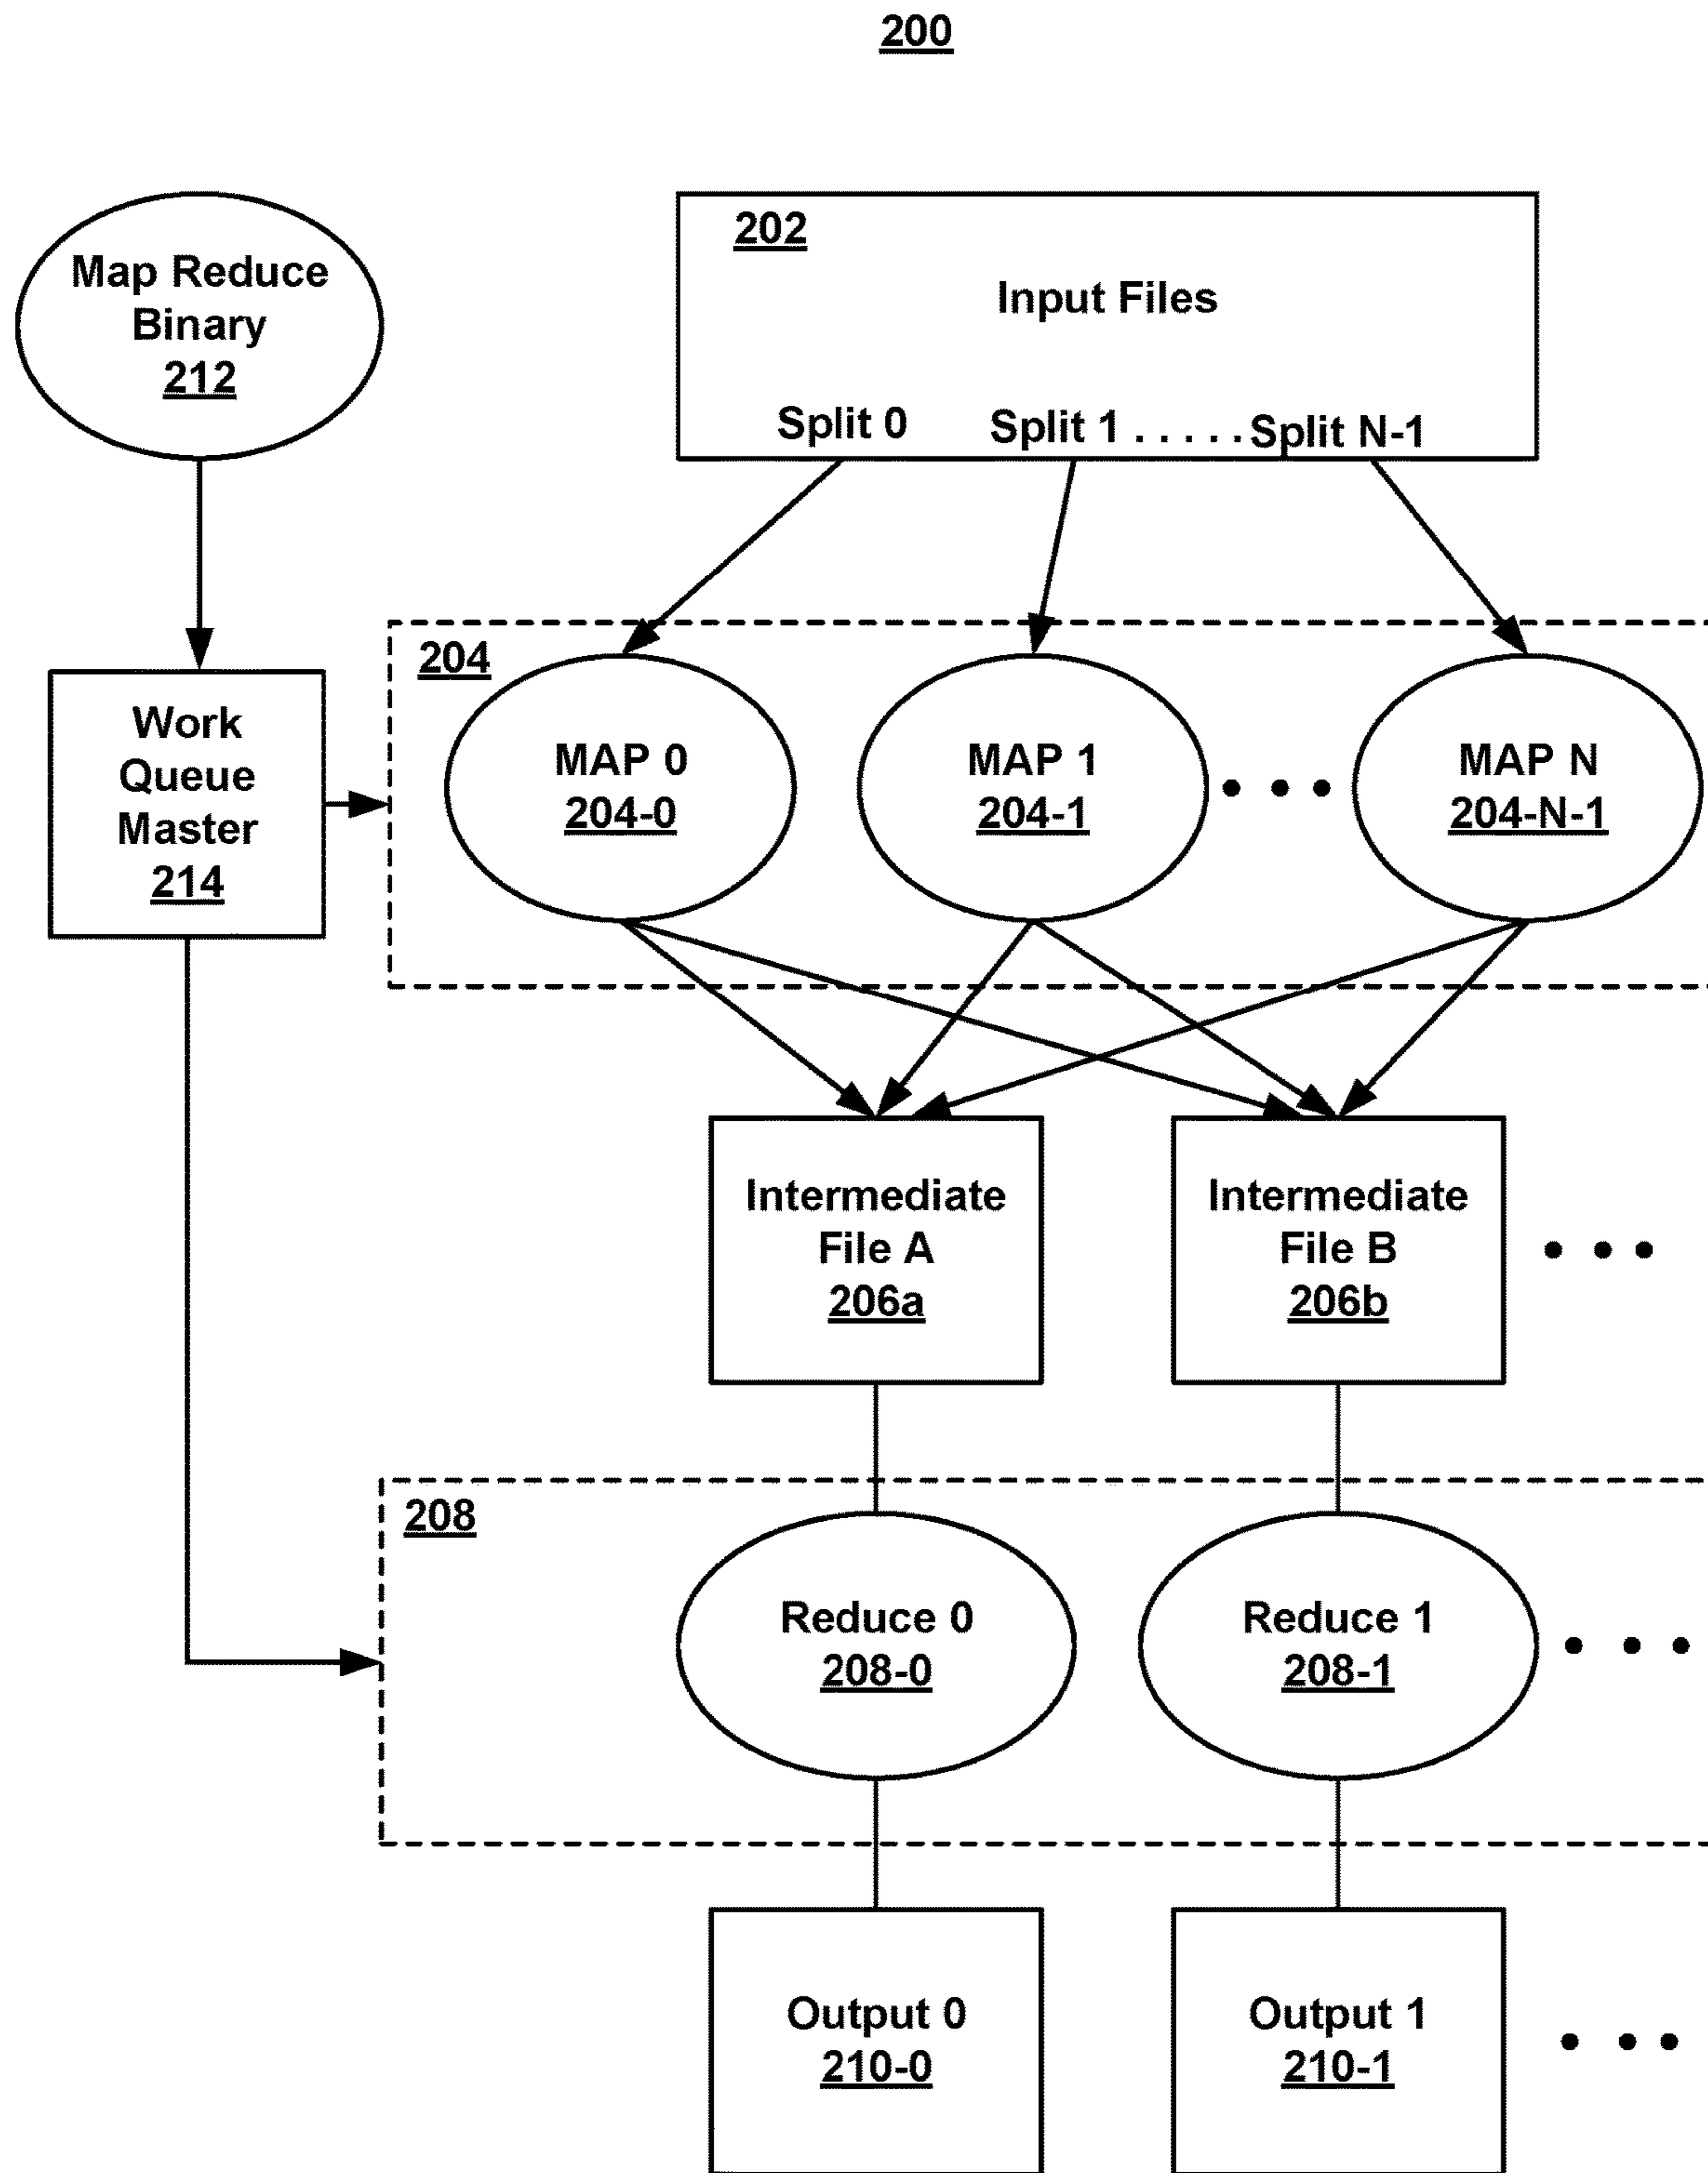 200
Map Reduce
Binary
212
202
Input Files
Split 0 Split 1 . . . . . Split N-1
Work
Queue
Master
214
204
MAP 0
204-0
MAP 1
204-1
MAP N
204-N-1
Intermediate
File A
206a
Intermediate
File B
206b
208
Reduce 0
208-0
Reduce 1
208-1
Output 0
210-0
Output 1
210-1